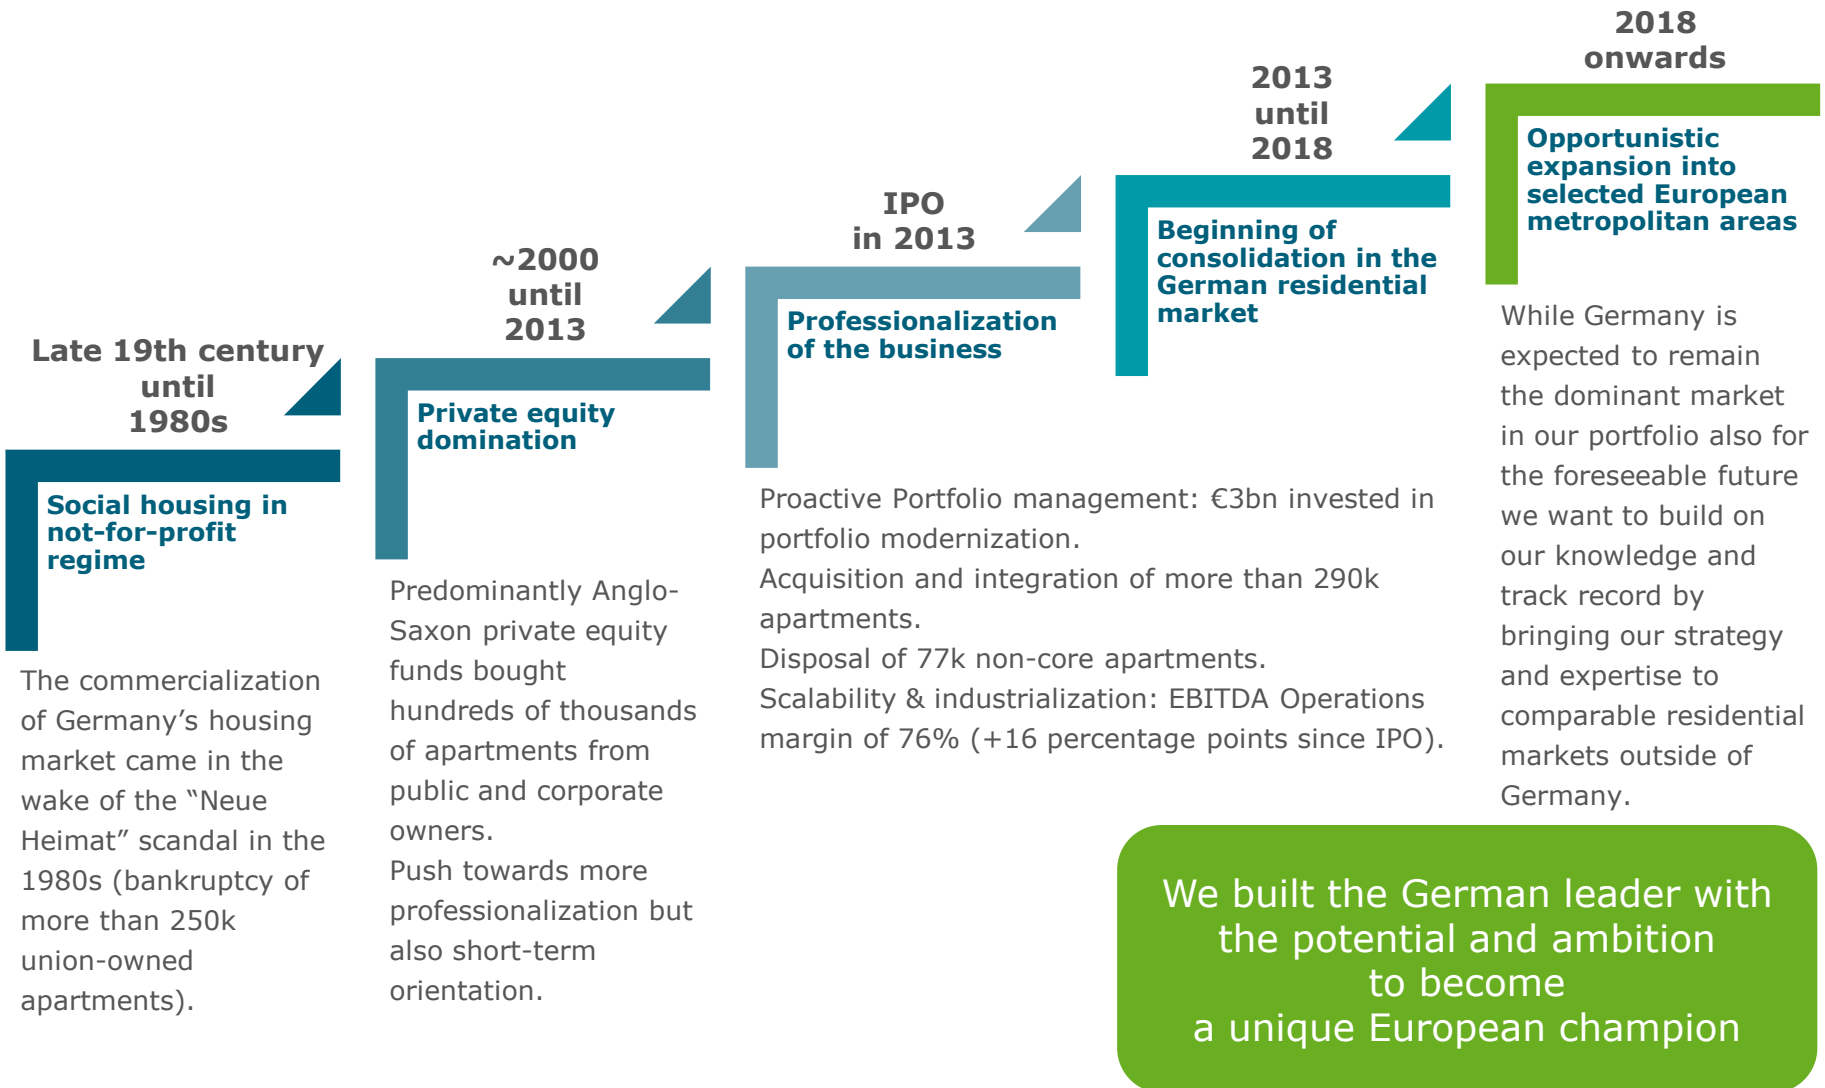 Late 19th century
until
1980s
Social housing in
not-for-profit
regime
The commercialization
of Germany’s housing
market came in the
wake of the “Neue
Heimat” scandal in the
1980s (bankruptcy of
more than 250k
union-owned
apartments).
~2000
until
2013
Private equity
domination
Predominantly Anglo-
Saxon private equity
funds bought
hundreds of thousands
of apartments from
public and corporate
owners.
Push towards more
professionalization but
also short-term
orientation.
IPO
in 2013
Professionalization
of the business
2013
until
2018
Beginning of
consolidation in the
German residential
market
Proactive Portfolio management: €3bn invested in
portfolio modernization.
Acquisition and integration of more than 290k
apartments.
Disposal of 77k non-core apartments.
Scalability & industrialization: EBITDA Operations
margin of 76% (+16 percentage points since IPO).
2018
onwards
Opportunistic
expansion into
selected European
metropolitan areas
While Germany is
expected to remain
the dominant market
in our portfolio also for
the foreseeable future
we want to build on
our knowledge and
track record by
bringing our strategy
and expertise to
comparable residential
markets outside of
Germany.
We built the German leader with
the potential and ambition
to become
a unique European champion